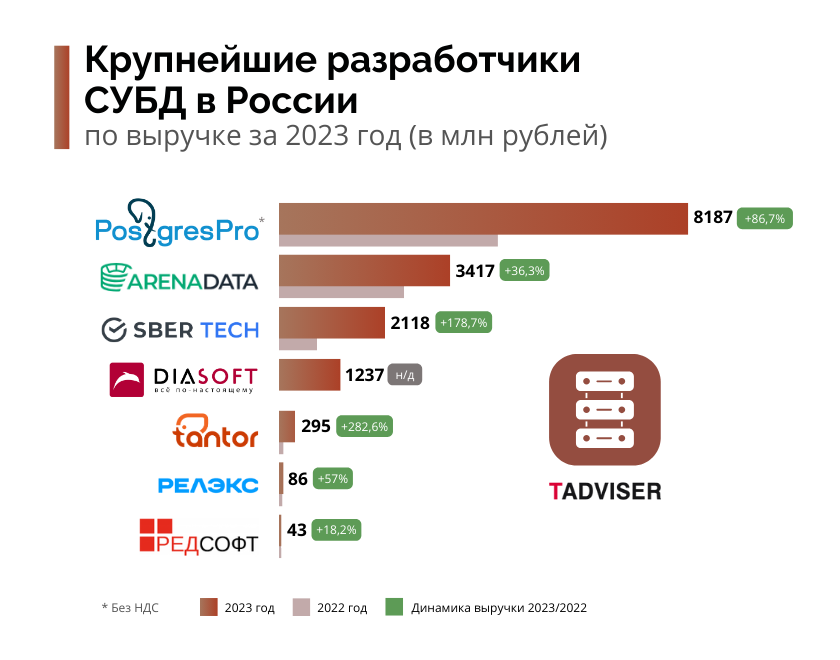 Крупнейшие разработчики
СУБД в России
по выручке за 2023 год (в млн рублей)
PostgresPro* 8187 +86,7%
ARENADATA 3417 +36,3%
SBER TECH 2118 +178,7%
DIASOFT 1237 н/д
всё по-настоящему
tantor 295 +282,6%
РЕЛЭКС 86 +57%
РЕДСОФТ 43 +18,2%
TADVISER
* Без НДС 2023 год 2022 год Динамика выручки 2023/2022